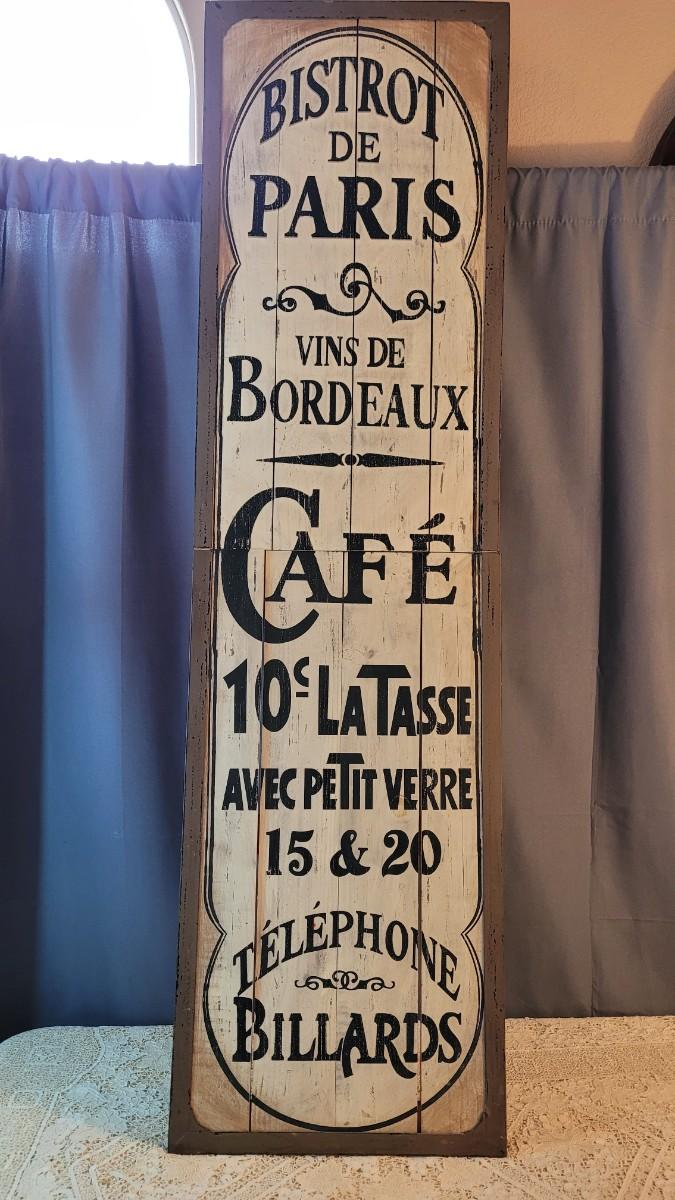 BISTROT
DE
PARIS
VINS DE
BORDEAUX
CAFÉ
10c LA TASSE
AVEC PETIT VERRE
15 & 20
TÉLÉPHONE
BILLARDS